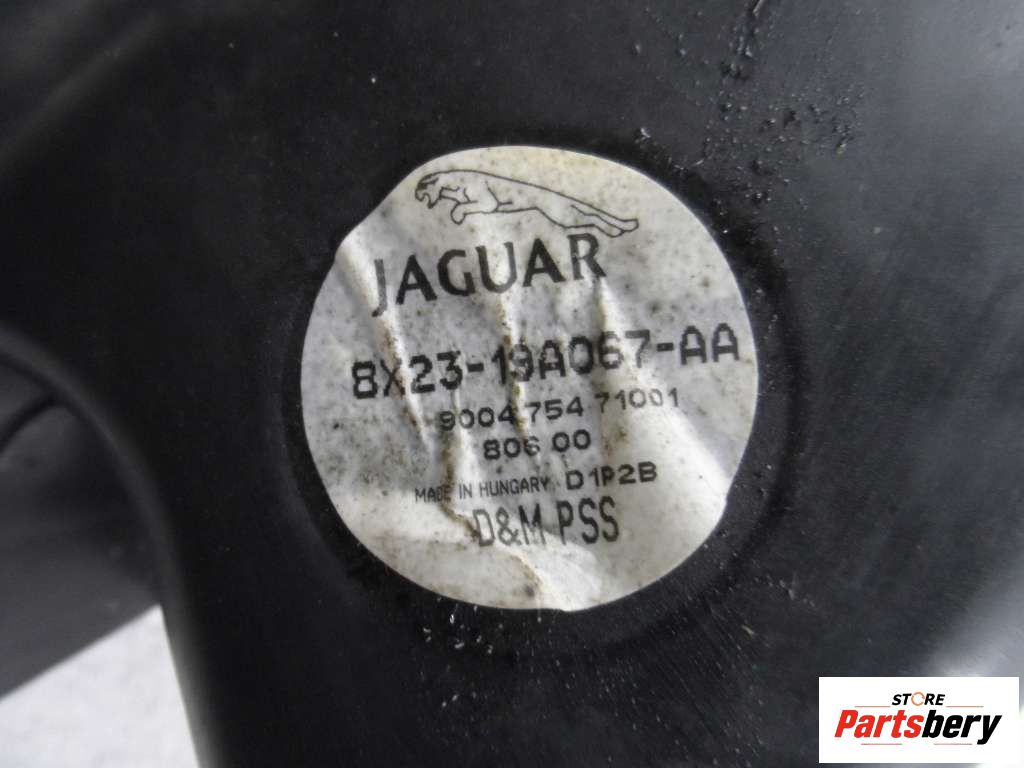 JAGUAR
8X23-19A067-AA
9004 754 71001
806 00
MADE IN HUNGARY D1P2B
D&M PSS
STORE
Partsbery